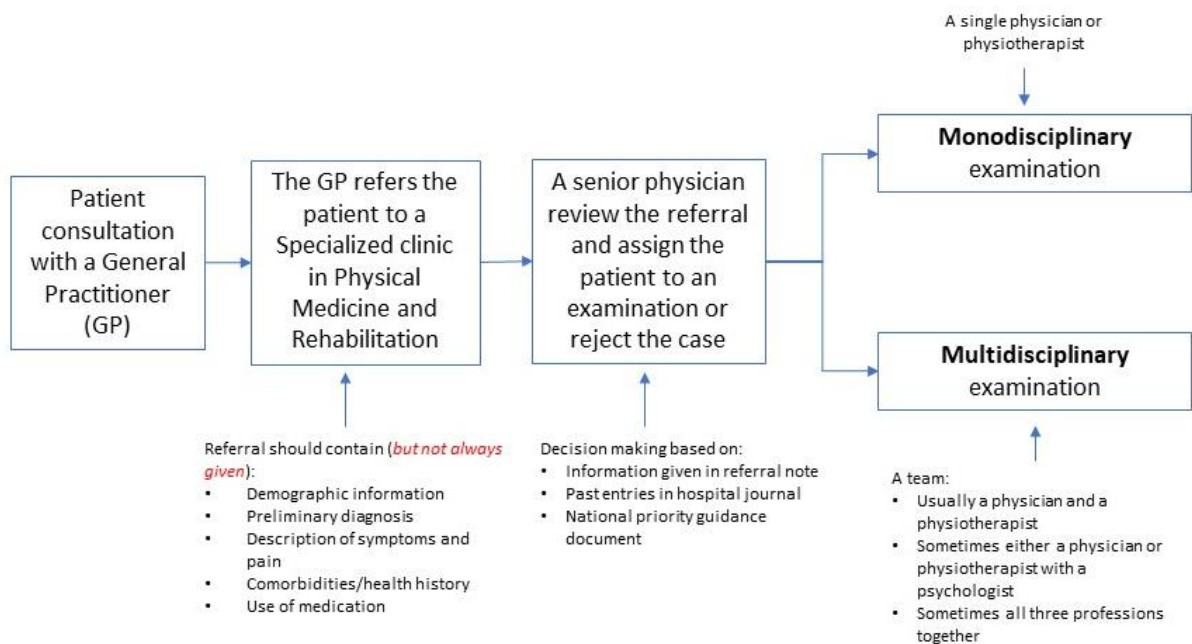 A single physician or
physiotherapist
Monodisciplinary
examination
Patient
consultation
with a General
Practitioner
(GP)
The GP refers the
patient to a
Specialized clinic
in Physical
Medicine and
Rehabilitation
A senior physician
review the referral
and assign the
patient to an
examination or
reject the case
Multidisciplinary
examination
Referral should contain (but not always
given):
• Demographic information
• Preliminary diagnosis
• Description of symptoms and
pain
• Comorbidities/health history
• Use of medication
Decision making based on:
• Information given in referral note
• Past entries in hospital journal
• National priority guidance
document
A team:
• Usually a physician and a
physiotherapist
• Sometimes either a physician or
physiotherapist with a
psychologist
• Sometimes all three professions
together